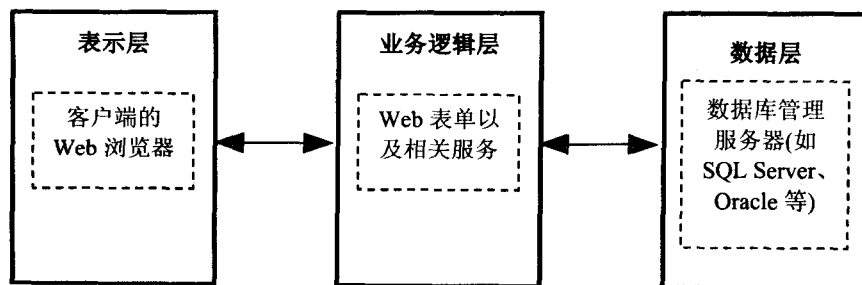 表示层
客户端的
Web 浏览器
业务逻辑层
Web 表单以
及相关服务
数据层
数据库管理
服务器(如
SQL Server、
Oracle 等)